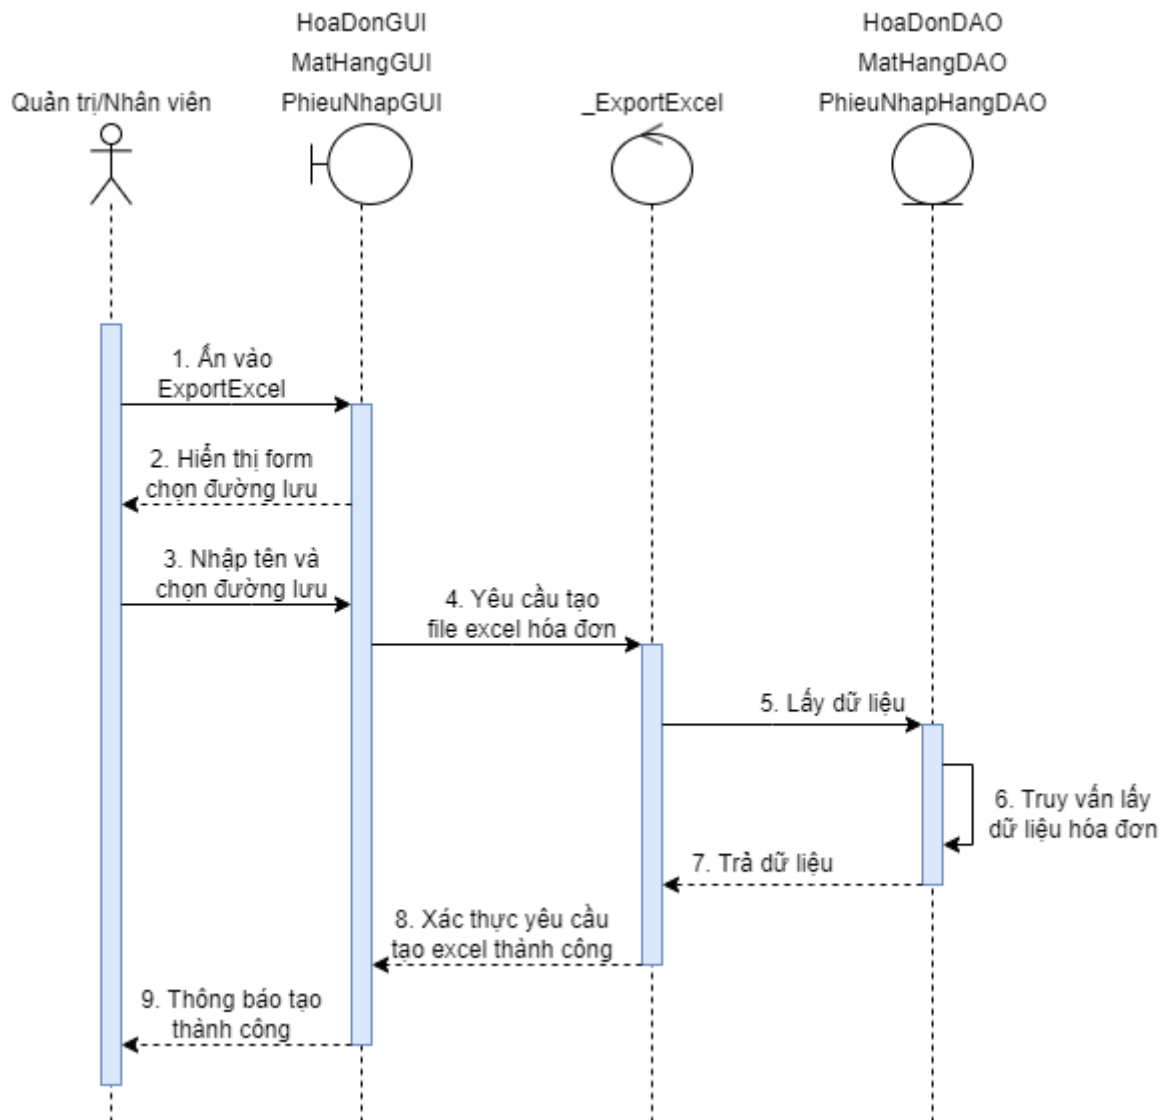 HoaDonGUI
MatHangGUI
PhieuNhapGUI
HoaDonDAO
MatHangDAO
PhieuNhapHangDAO
Quản trị/Nhân viên
_ExportExcel
1. Ấn vào
ExportExcel
2. Hiển thị form
chọn đường lưu
3. Nhập tên và
chọn đường lưu
4. Yêu cầu tạo
file excel hóa đơn
5. Lấy dữ liệu
6. Truy vấn lấy
dữ liệu hóa đơn
7. Trả dữ liệu
8. Xác thực yêu cầu
tạo excel thành công
9. Thông báo tạo
thành công